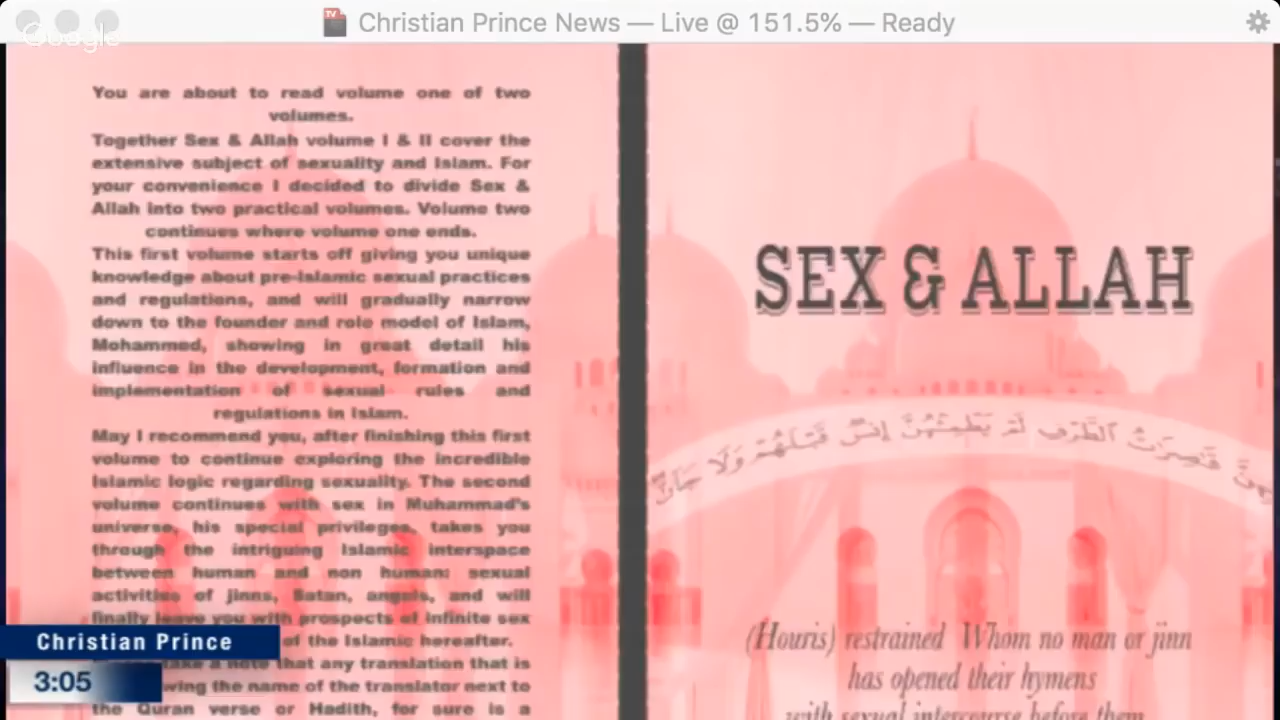 Christian Prince News — Live @ 151.5% — Ready
Google
You are about to read volume one of two
volumes.
Together Sex & Allah volume I & II cover the
extensive subject of sexuality and Islam. For
your convenience I decided to divide Sex &
Allah into two practical volumes. Volume two
continues where volume one ends.
This first volume starts off giving you unique
knowledge about pre-Islamic sexual practices
and regulations, and will gradually narrow
down to the founder and role model of Islam,
Mohammed, showing in great detail his
influence in the development, formation and
implementation of sexual rules and
regulations in Islam.
May I recommend you, after finishing this first
volume to continue exploring the incredible
Islamic logic regarding sexuality. The second
volume continues with sex in Muhammad's
universe, his special privileges, takes you
through the intriguing Islamic interspace
between human and non human: sexual
activities of jinns, Satan, angels, and will
finally leave you with prospects of infinite sex
of the Islamic hereafter.
take a note that any translation that is
the name of the translator next to
the Quran verse or Hadith, for sure is a
Christian Prince
3:05
SEX & ALLAH
قَٰصِرَٰتُ ٱلطَّرْفِ لَمْ يَطْمِثْهُنَّ إِنسٌ قَبْلَهُمْ وَلَا جَآنٌّ
(Houris) restrained Whom no man or jinn
has opened their hymens
with sexual intercourse before them